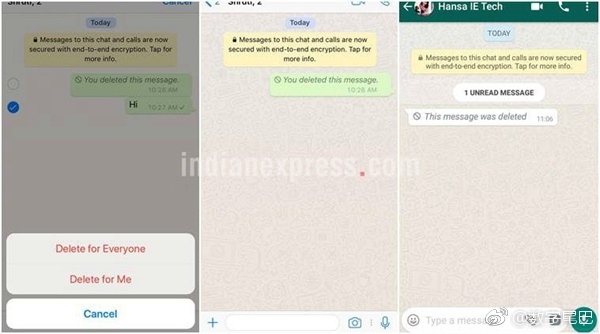 Shruti, 2
Cancel
Today
Messages to this chat and calls are now
secured with end-to-end encryption. Tap for
more info.
You deleted this message.
10:26 AM
Hi
10:27 AM
Delete for Everyone
Delete for Me
Cancel
2
Shruti, 2
Today
Messages to this chat and calls are now
secured with end-to-end encryption. Tap for
more info.
You deleted this message.
10:26 AM
indianexpress.com
Hansa IE Tech
TODAY
Messages to this chat and calls are now secured
with end-to-end encryption. Tap for more info.
1 UNREAD MESSAGE
This message was deleted
11:06
Type a message